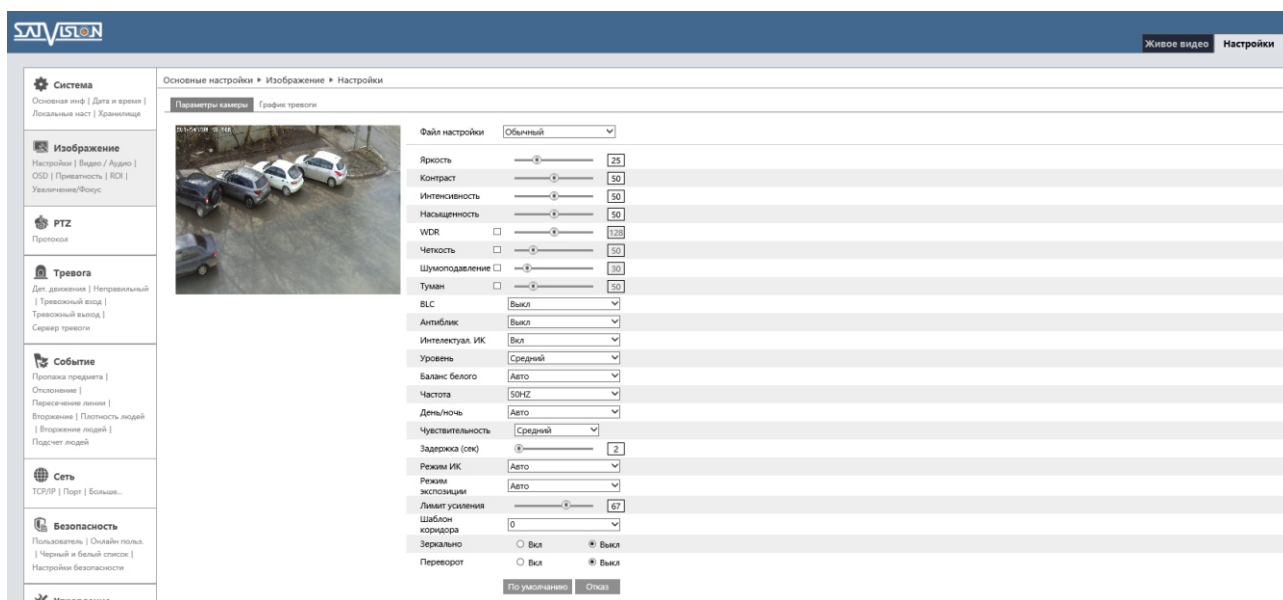 SATVISION
Живое видео
Настройки
Система
Основная инф | Дата и время |
Локальные наст | Хранилище
Изображение
Настройки | Видео / Аудио |
OSD | Приватность | ROI |
Увеличение/Фокус
PTZ
Протокол
Тревога
Дет. движения | Неправильный
| Тревожный вход |
Тревожный выход |
Сервер тревоги
Событие
Пропажа предмета |
Отклонение |
Пересечение линии |
Вторжение | Плотность людей
| Вторжение людей |
Подсчет людей
Сеть
TCP/IP | Порт | Больше...
Безопасность
Пользователь | Онлайн польз.
| Черный и белый список |
Настройки безопасности
Управление
Основные настройки ▸ Изображение ▸ Настройки
Параметры камеры График тревоги
Файл настройки Обычный
Яркость 25
Контраст 50
Интенсивность 50
Насыщенность 50
WDR 128
Четкость 50
Шумоподавление 30
Туман 50
BLC Выкл
Антиблик Выкл
Интелектуал. ИК Вкл
Уровень Средний
Баланс белого Авто
Частота 50HZ
День/ночь Авто
Чувствительность Средний
Задержка (сек) 2
Режим ИК Авто
Режим
экспозиции Авто
Лимит усиления 67
Шаблон
коридора 0
Зеркально Вкл Выкл
Переворот Вкл Выкл
По умолчанию Отказ